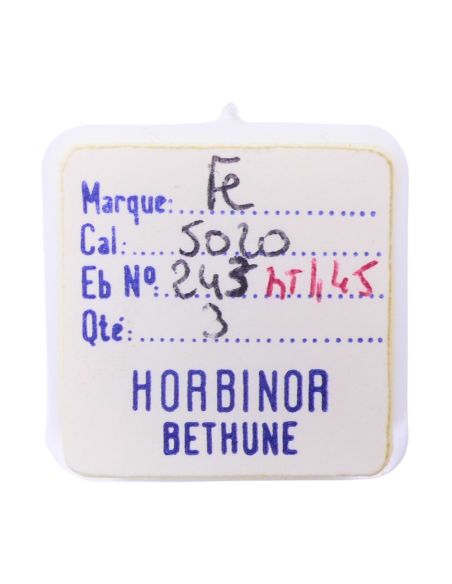 Marque: Fe
Cal: 5020
Eb Nº: 243 hT 1,45
Qté: 3
HORBINOR
BETHUNE